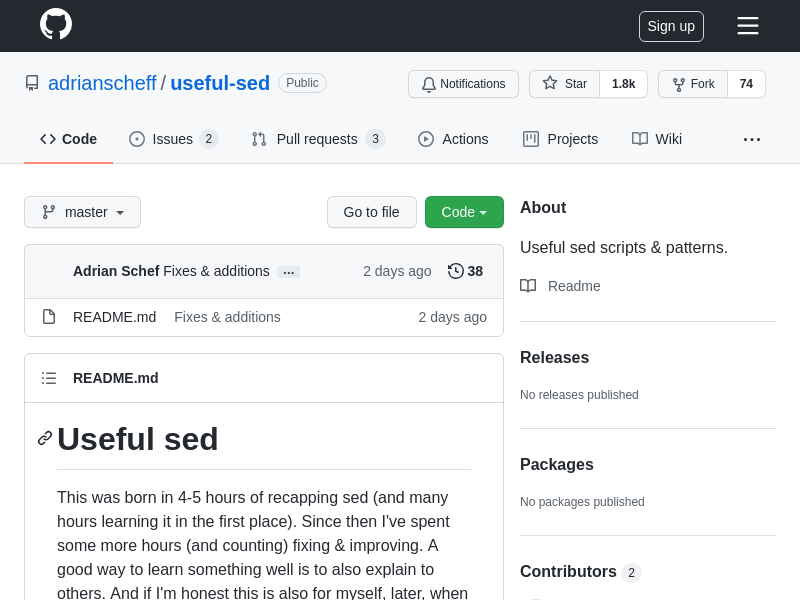 Sign up
adrianscheff / useful-sed Public
Notifications Star 1.8k Fork 74
Code Issues 2 Pull requests 3 Actions Projects Wiki
master Go to file Code
Adrian Schef Fixes & additions ... 2 days ago 38
README.md Fixes & additions 2 days ago
README.md
Useful sed
This was born in 4-5 hours of recapping sed (and many
hours learning it in the first place). Since then I've spent
some more hours (and counting) fixing & improving. A
good way to learn something well is to also explain to
others. And if I'm honest this is also for myself, later, when
About
Useful sed scripts & patterns.
Readme
Releases
No releases published
Packages
No packages published
Contributors 2